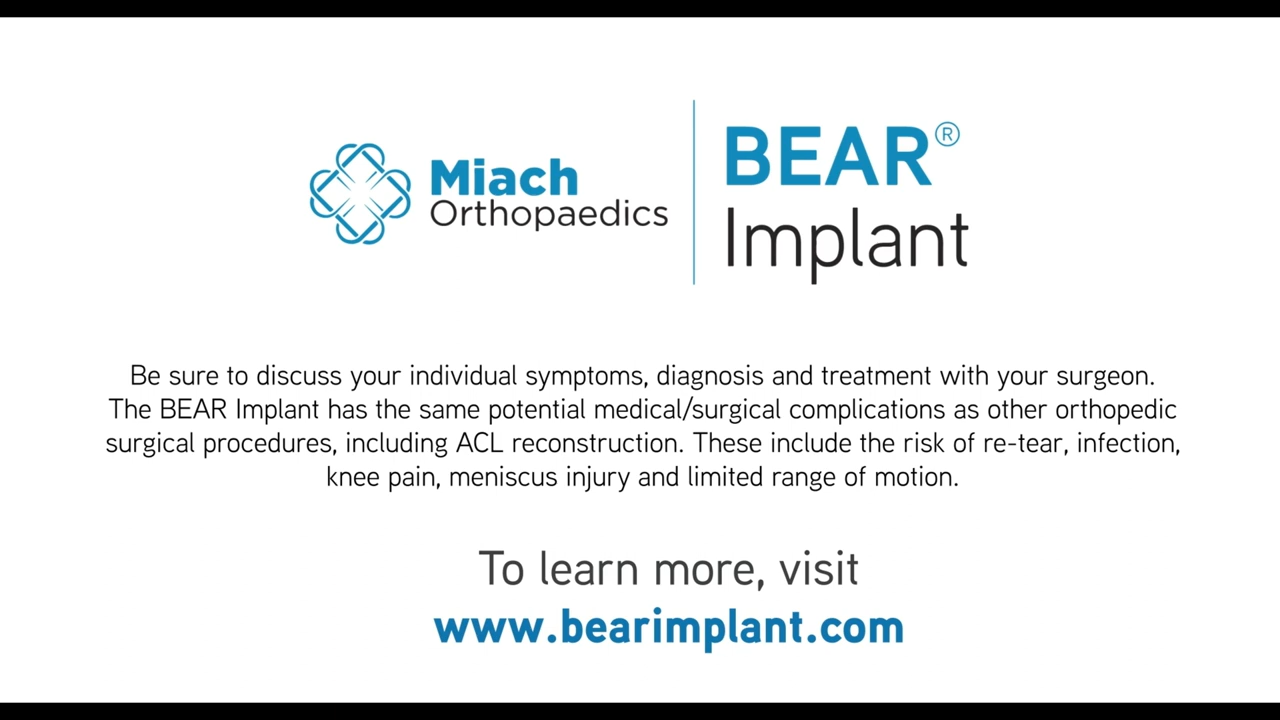 Miach
Orthopaedics
BEAR®
Implant
Be sure to discuss your individual symptoms, diagnosis and treatment with your surgeon.
The BEAR Implant has the same potential medical/surgical complications as other orthopedic
surgical procedures, including ACL reconstruction. These include the risk of re-tear, infection,
knee pain, meniscus injury and limited range of motion.
To learn more, visit
www.bearimplant.com